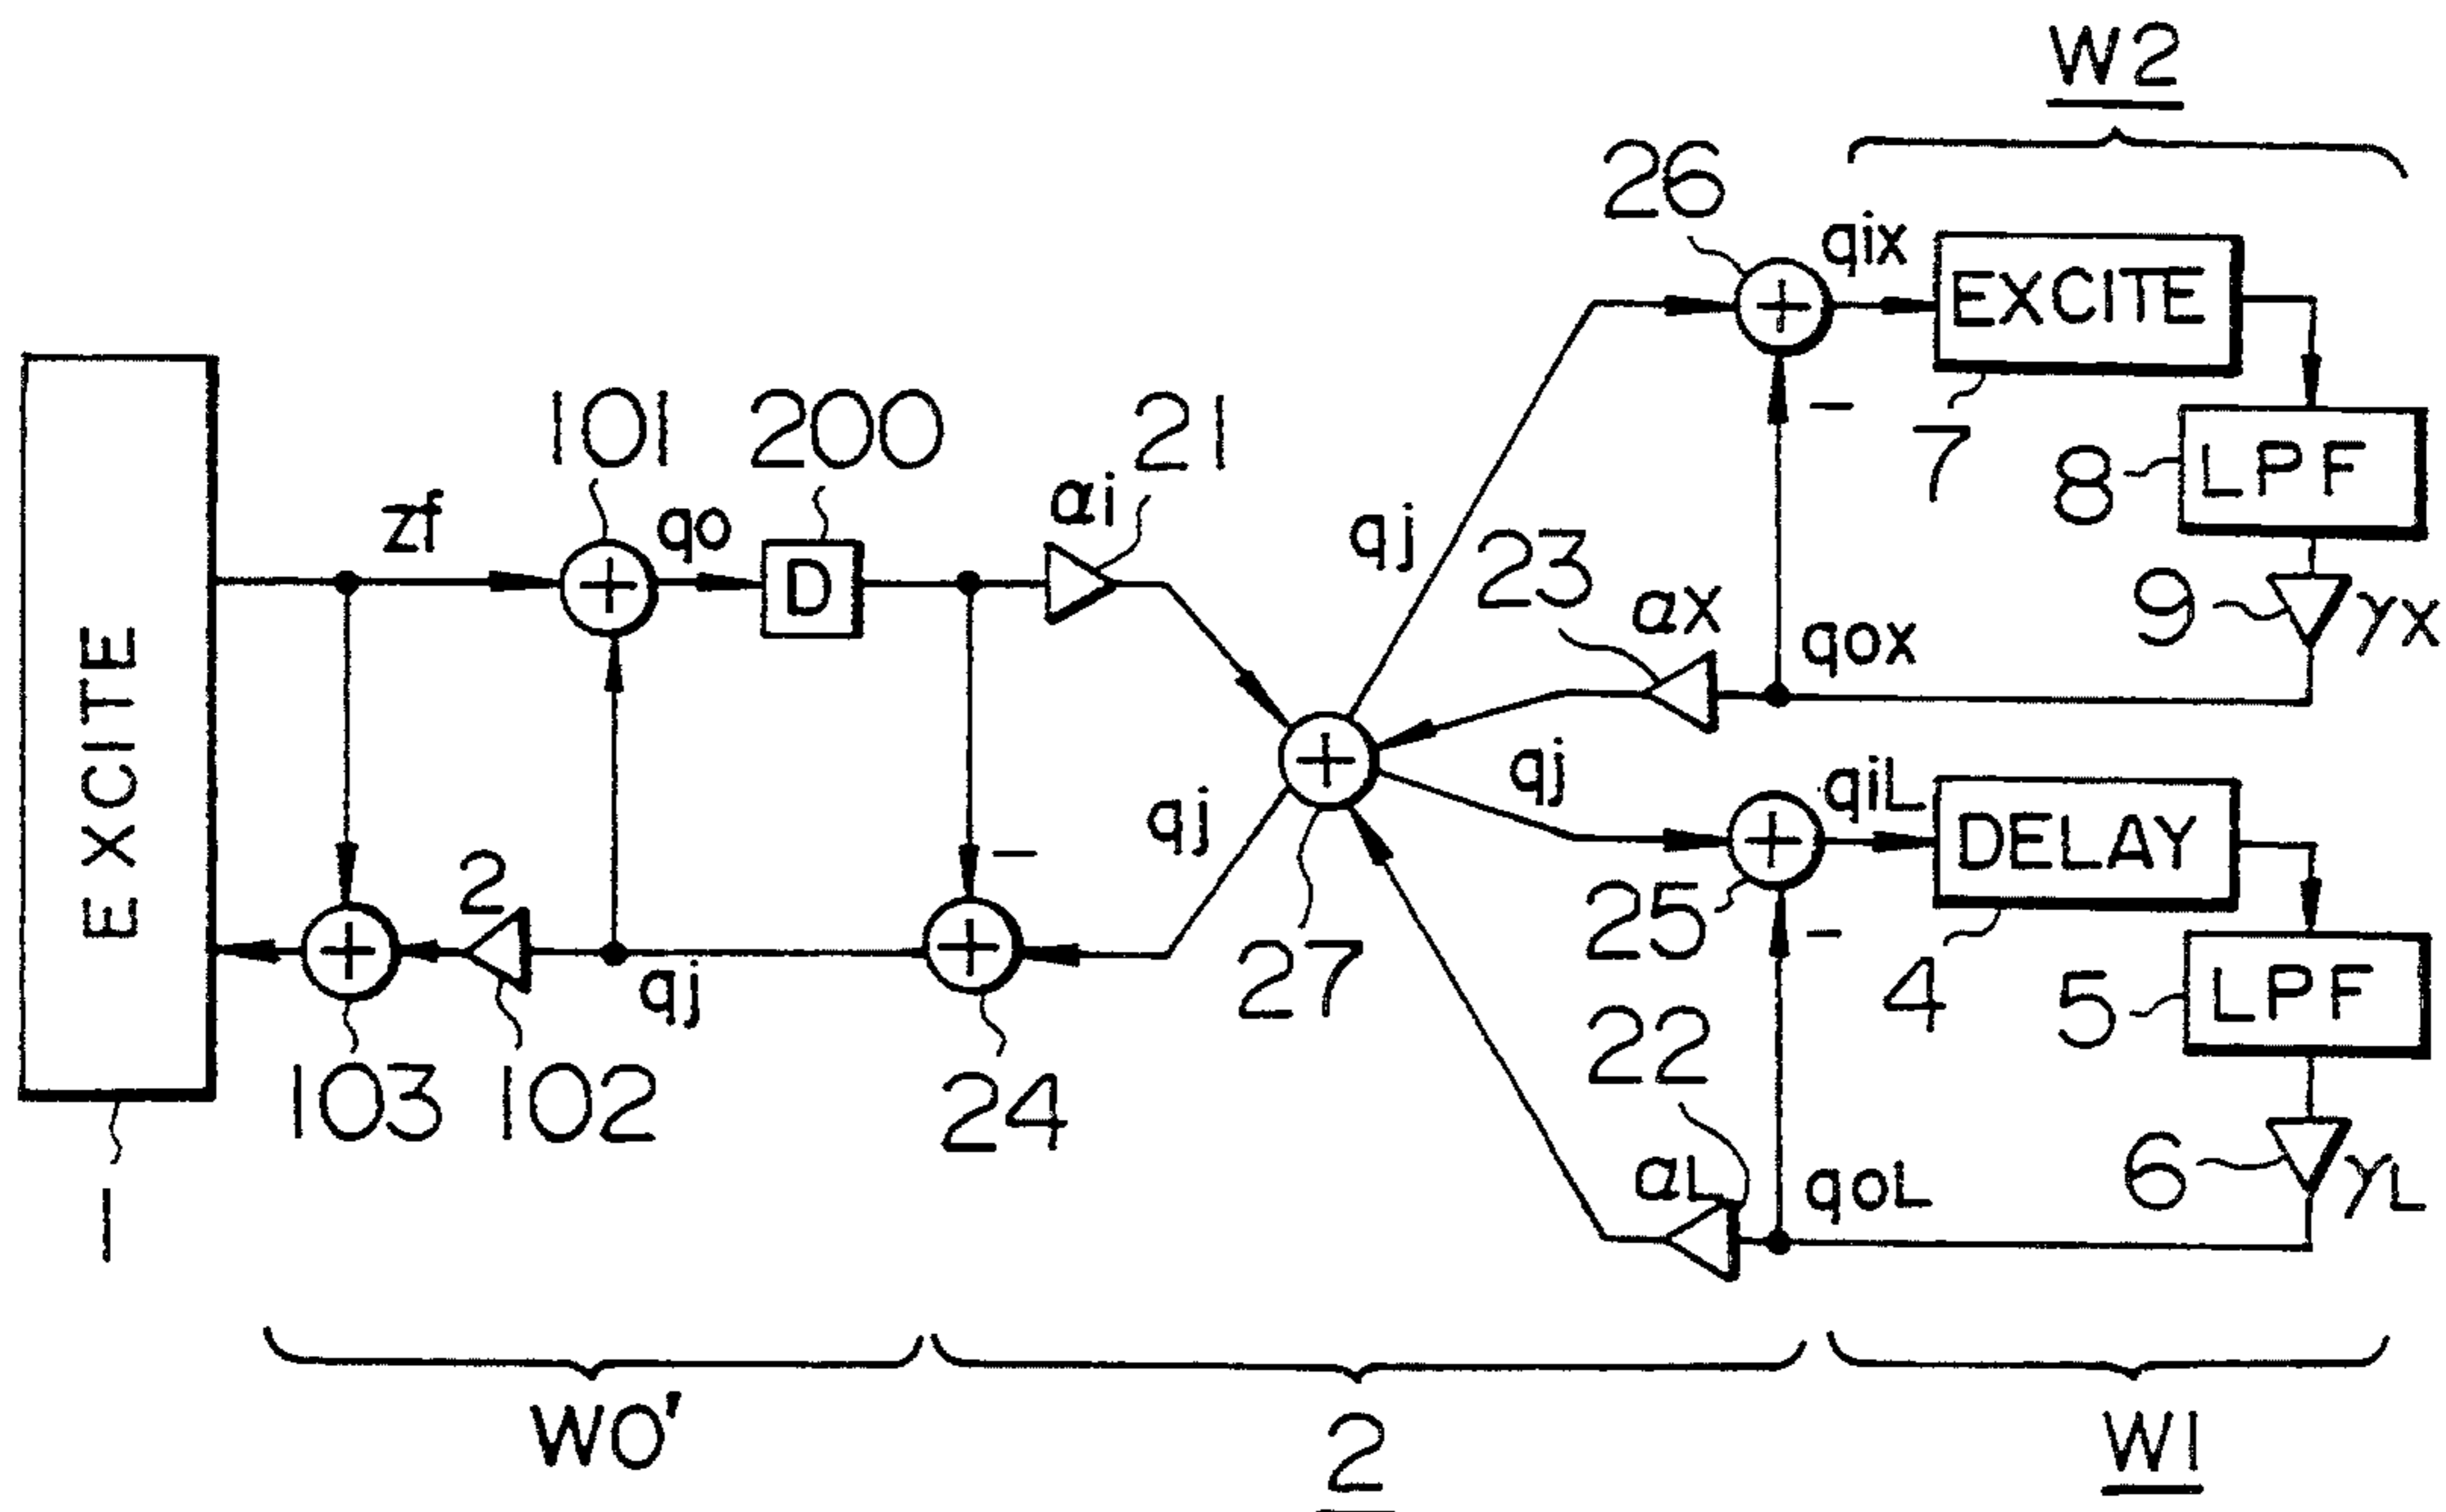 W2
26
qix
EXCITE
101
200
21
7
8
LPF
zf
qo
αi
qj
23
αX
9
γX
D
qoX
EXCITE
qj
qj
qiL
DELAY
2
25
4
5
LPF
qj
27
22
103
102
24
αL
qoL
6
γL
1
W0'
2
W1